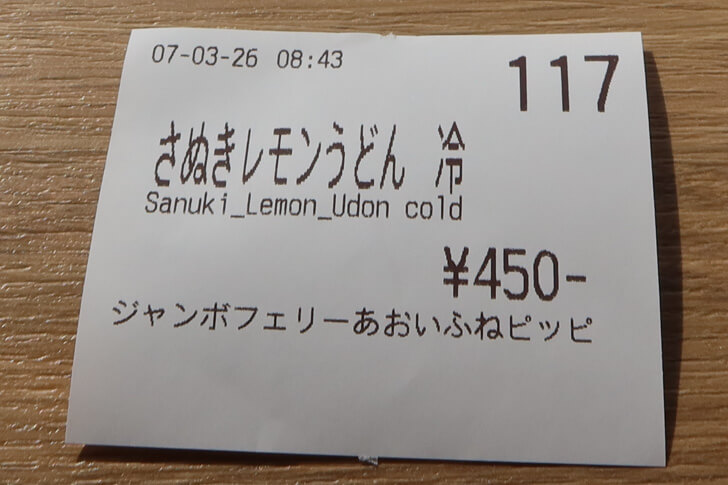 07-03-26 08:43
117
さぬきレモンうどん 冷
Sanuki_Lemon_Udon cold
¥450-
ジャンボフェリーあおいふねピッピ